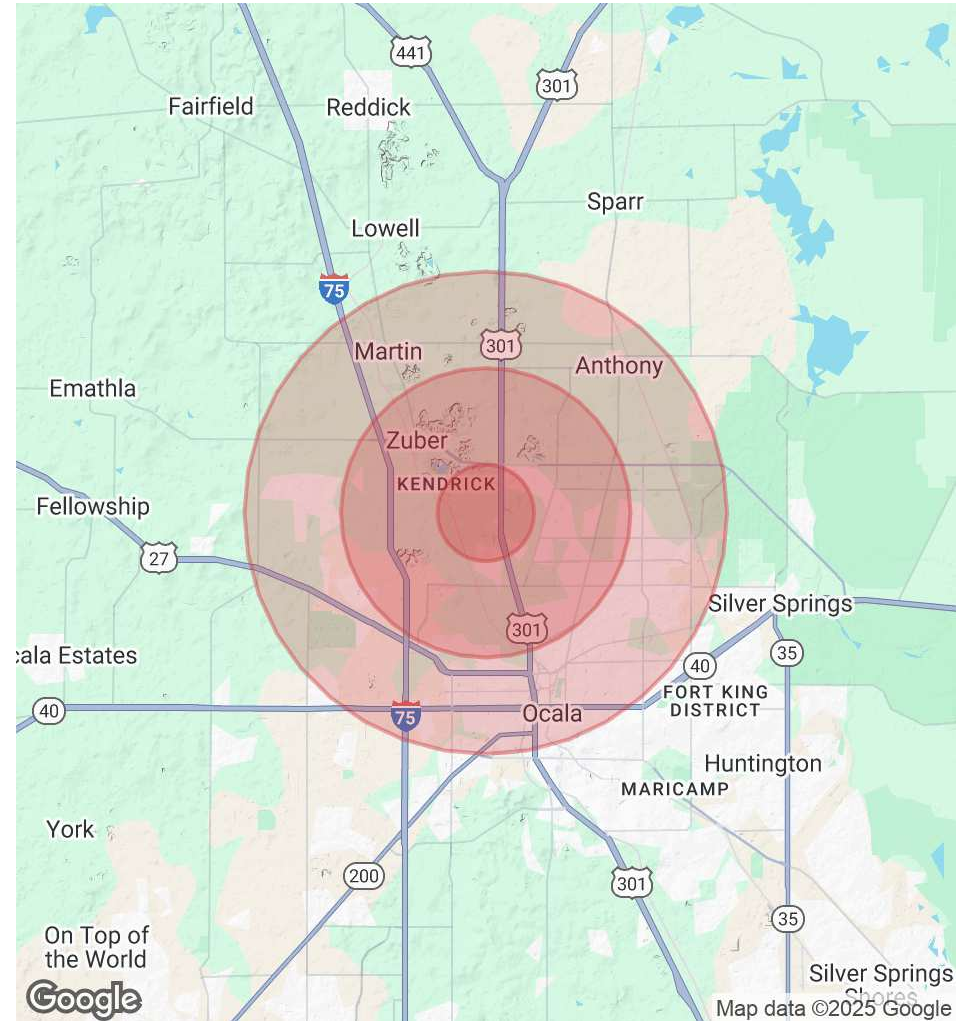 441
301
Fairfield
Reddick
Sparr
Lowell
75
301
Martin
Anthony
Emathla
Zuber
KENDRICK
Fellowship
27
Silver Springs
301
35
cala Estates
40
FORT KING
DISTRICT
40
75
Ocala
Huntington
MARICAMP
York
200
301
35
On Top of
the World
Silver Springs
Shores
Google
Map data ©2025 Google